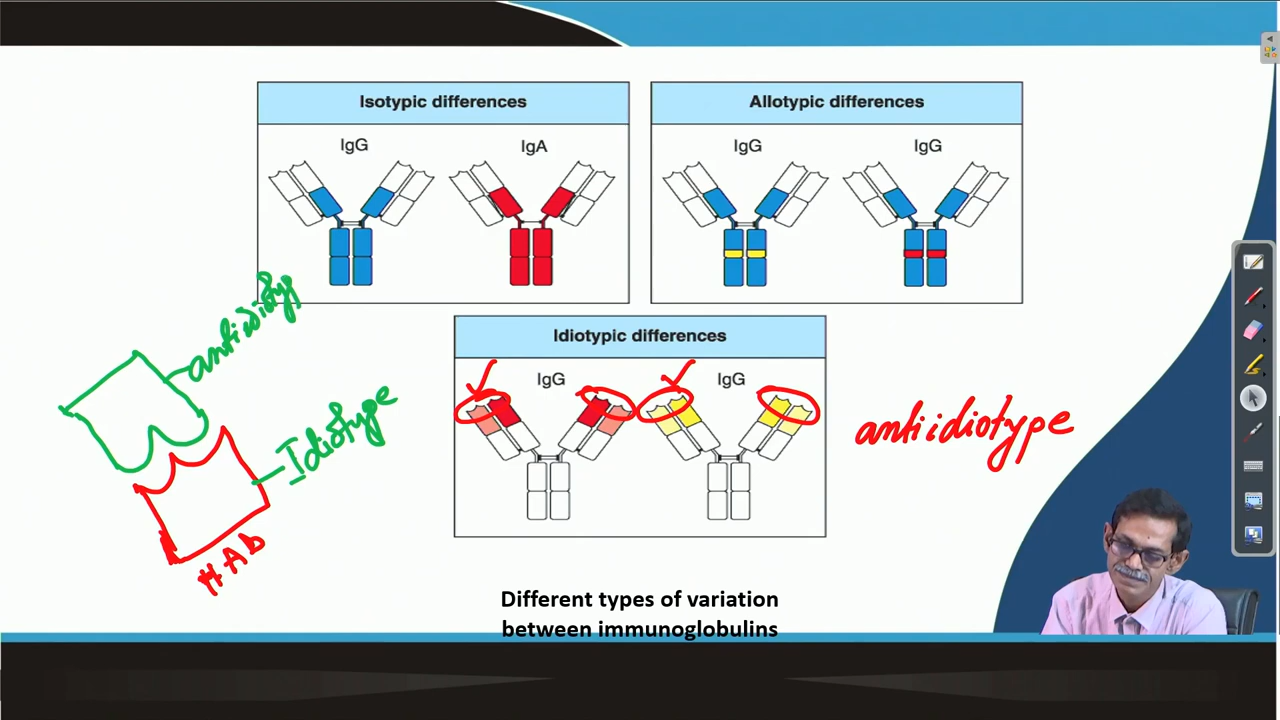 Isotypic differences
IgG
IgA
Allotypic differences
IgG
IgG
Idiotypic differences
IgG
IgG
antiidiotyp
Idiotype
Ab
antiidiotype
Different types of variation
between immunoglobulins